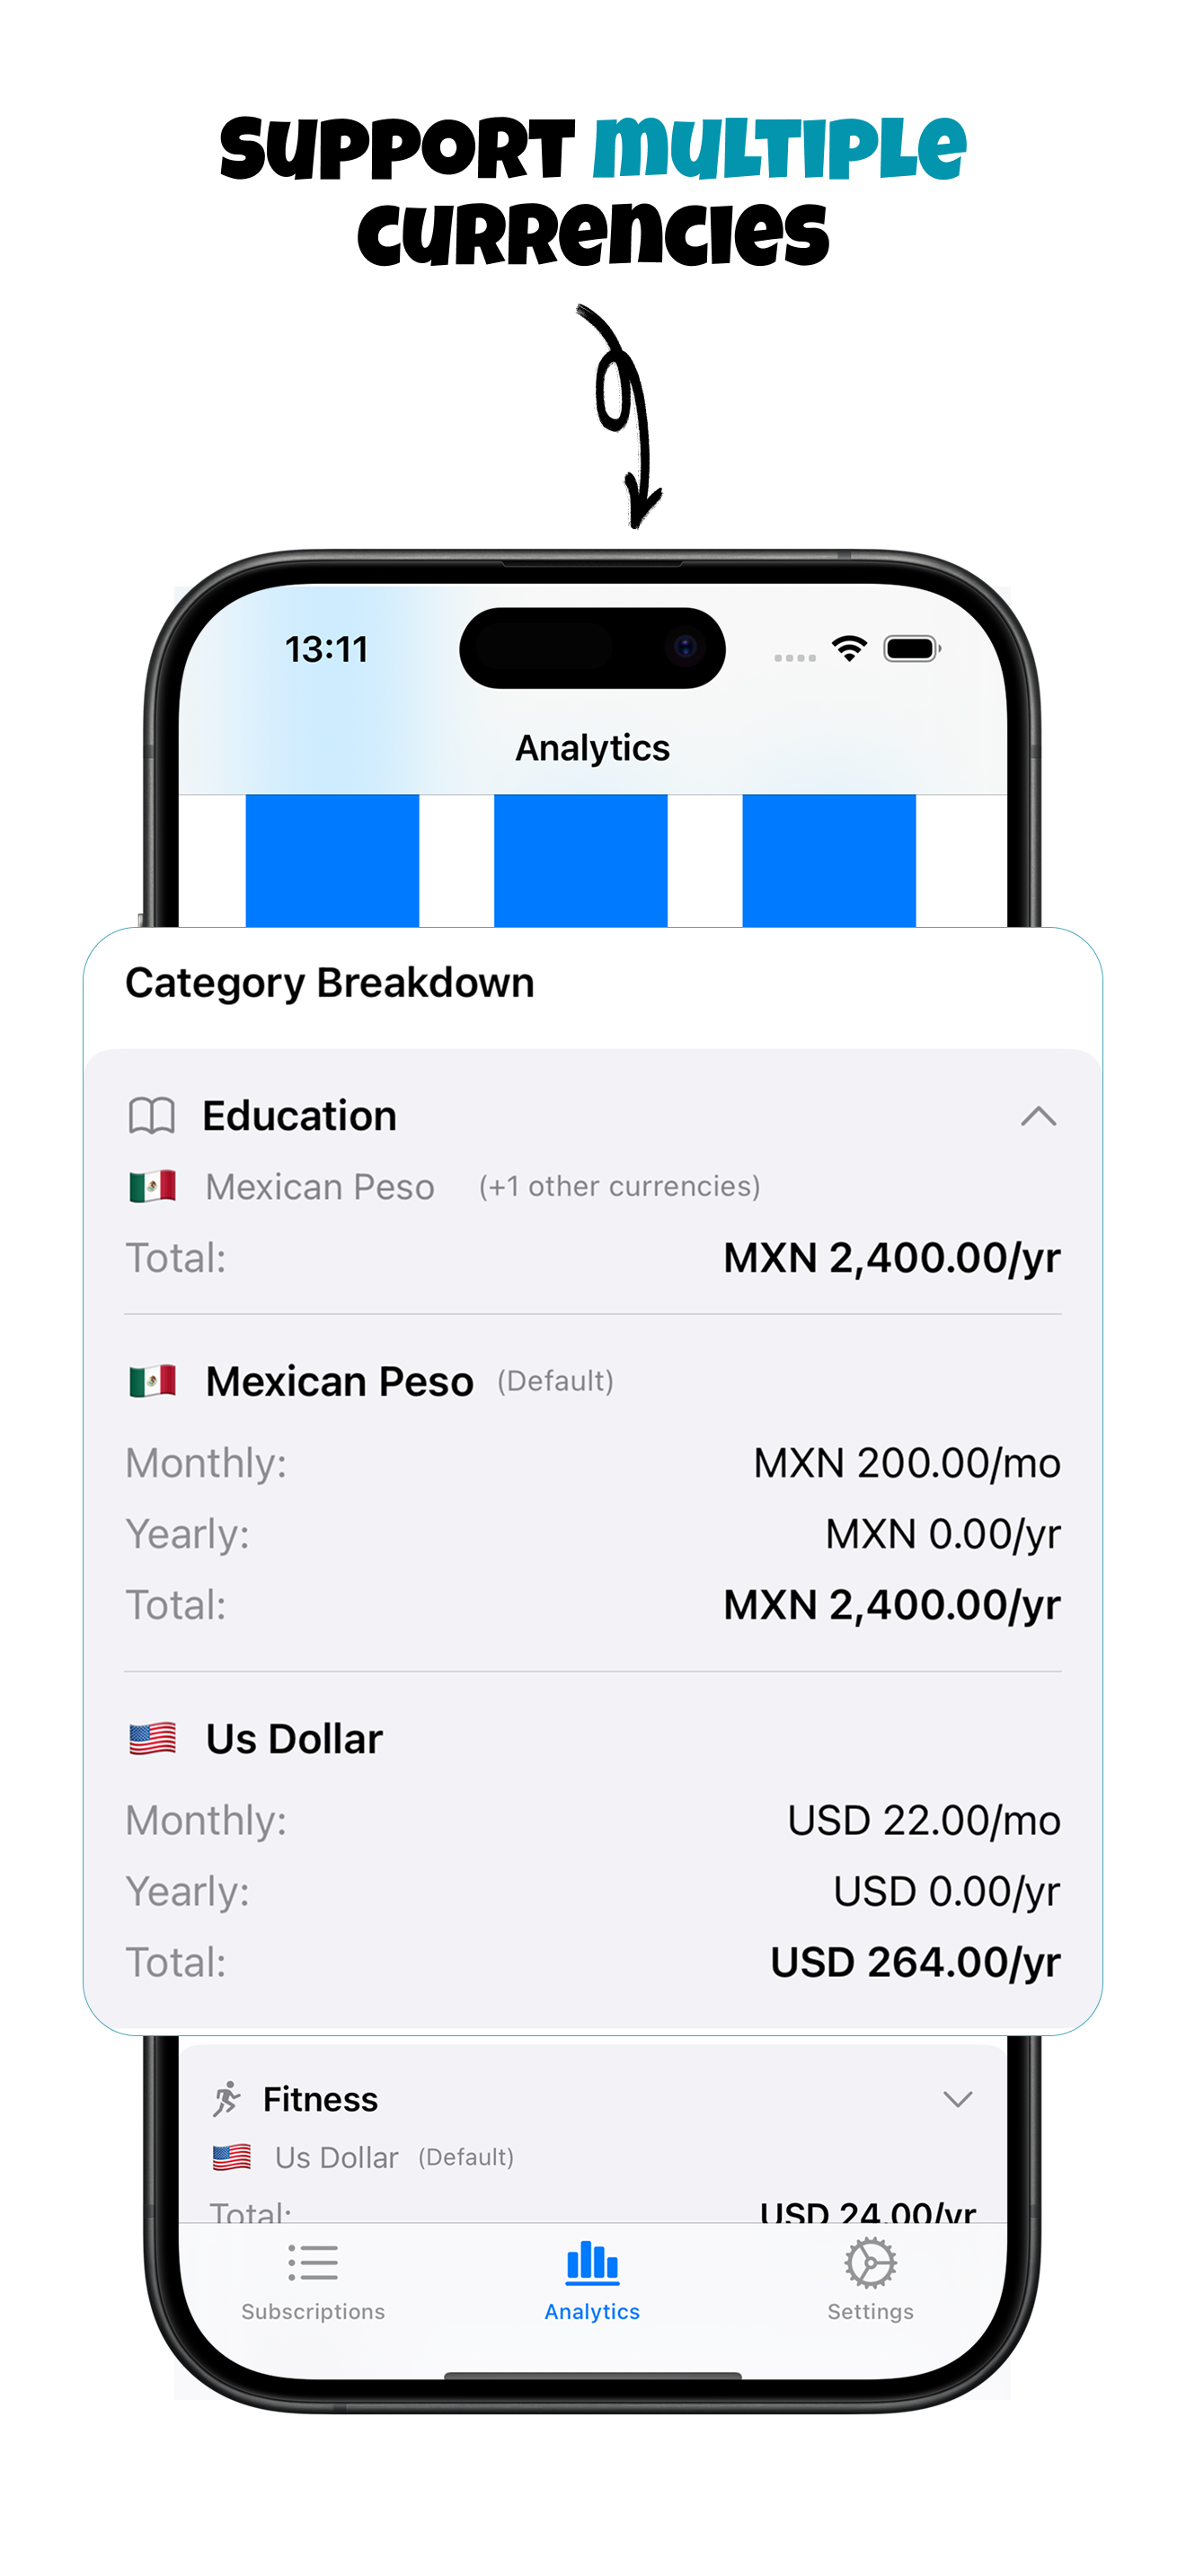 SUPPORT MULTIPLE
CURRENCIES
13:11
Analytics
Category Breakdown
Education
Mexican Peso (+1 other currencies)
Total: MXN 2,400.00/yr
Mexican Peso (Default)
Monthly: MXN 200.00/mo
Yearly: MXN 0.00/yr
Total: MXN 2,400.00/yr
Us Dollar
Monthly: USD 22.00/mo
Yearly: USD 0.00/yr
Total: USD 264.00/yr
Fitness
Us Dollar (Default)
Total: USD 24.00/yr
Subscriptions Analytics Settings